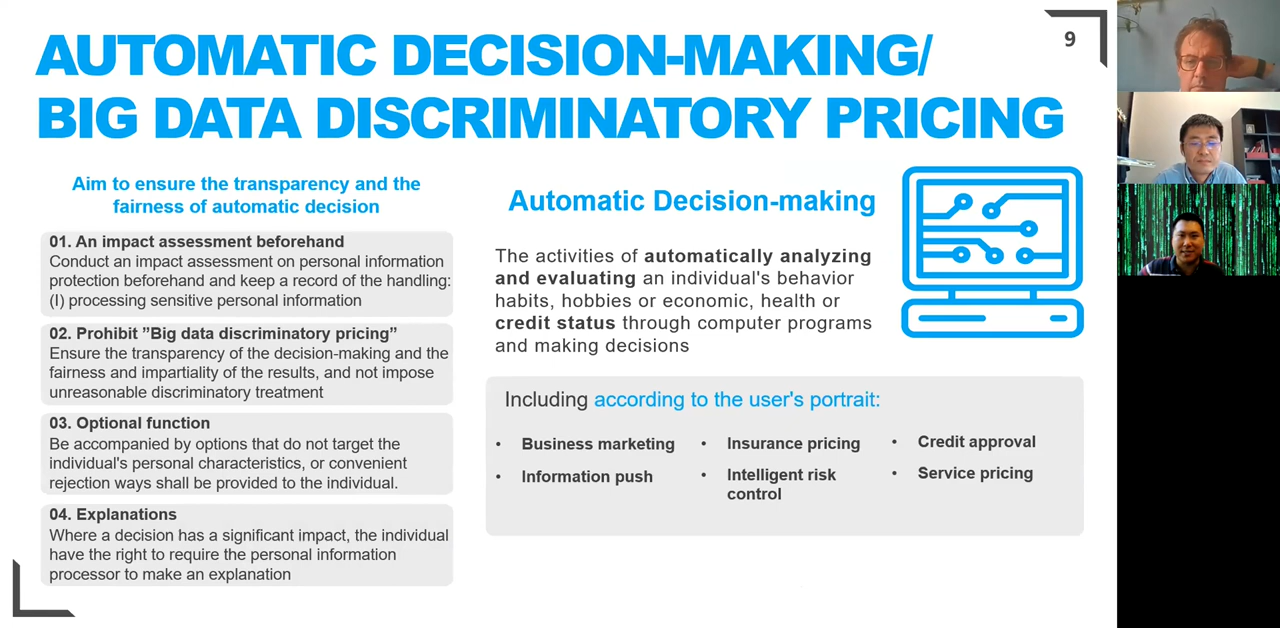 AUTOMATIC DECISION-MAKING/
BIG DATA DISCRIMINATORY PRICING
9
Aim to ensure the transparency and the
fairness of automatic decision
01. An impact assessment beforehand
Conduct an impact assessment on personal information
protection beforehand and keep a record of the handling:
(I) processing sensitive personal information
02. Prohibit ”Big data discriminatory pricing”
Ensure the transparency of the decision-making and the
fairness and impartiality of the results, and not impose
unreasonable discriminatory treatment
03. Optional function
Be accompanied by options that do not target the
individual's personal characteristics, or convenient
rejection ways shall be provided to the individual.
04. Explanations
Where a decision has a significant impact, the individual
have the right to require the personal information
processor to make an explanation
Automatic Decision-making
The activities of automatically analyzing
and evaluating an individual's behavior
habits, hobbies or economic, health or
credit status through computer programs
and making decisions
Including according to the user's portrait:
• Business marketing
• Information push
• Insurance pricing
• Intelligent risk
control
• Credit approval
• Service pricing